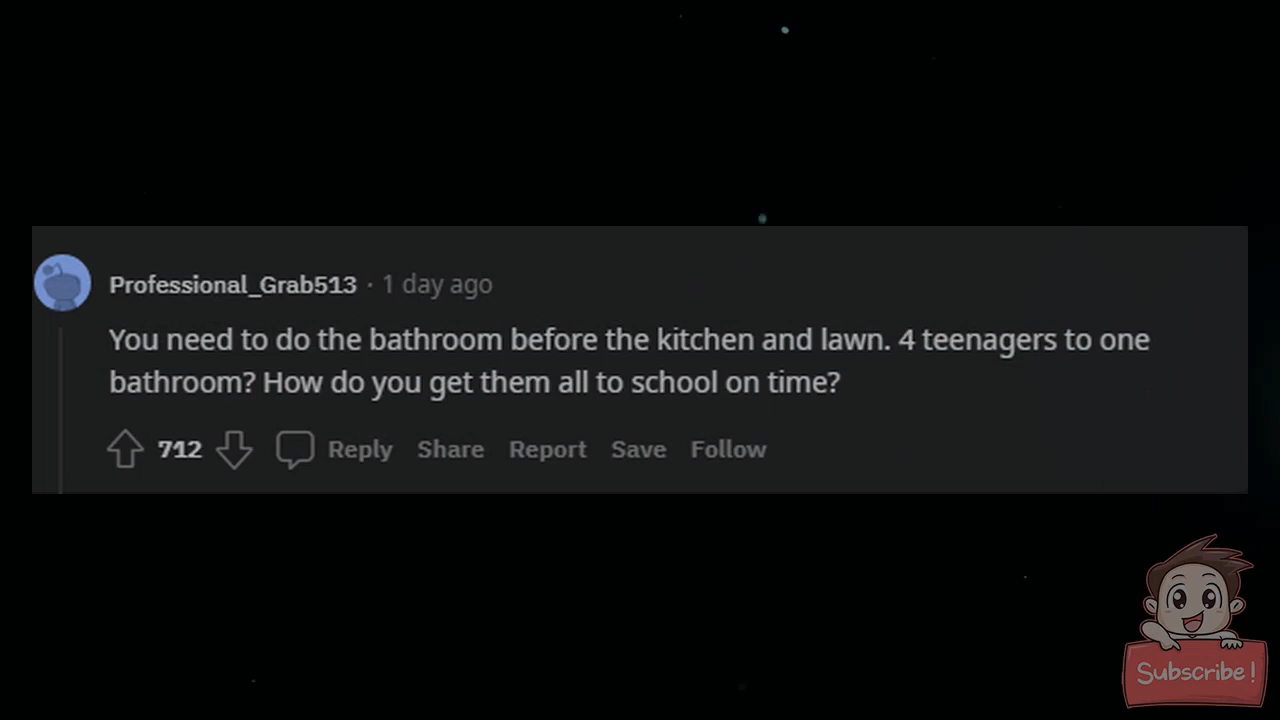 Professional_Grab513 · 1 day ago
You need to do the bathroom before the kitchen and lawn. 4 teenagers to one
bathroom? How do you get them all to school on time?
712 Reply Share Report Save Follow
Subscribe!